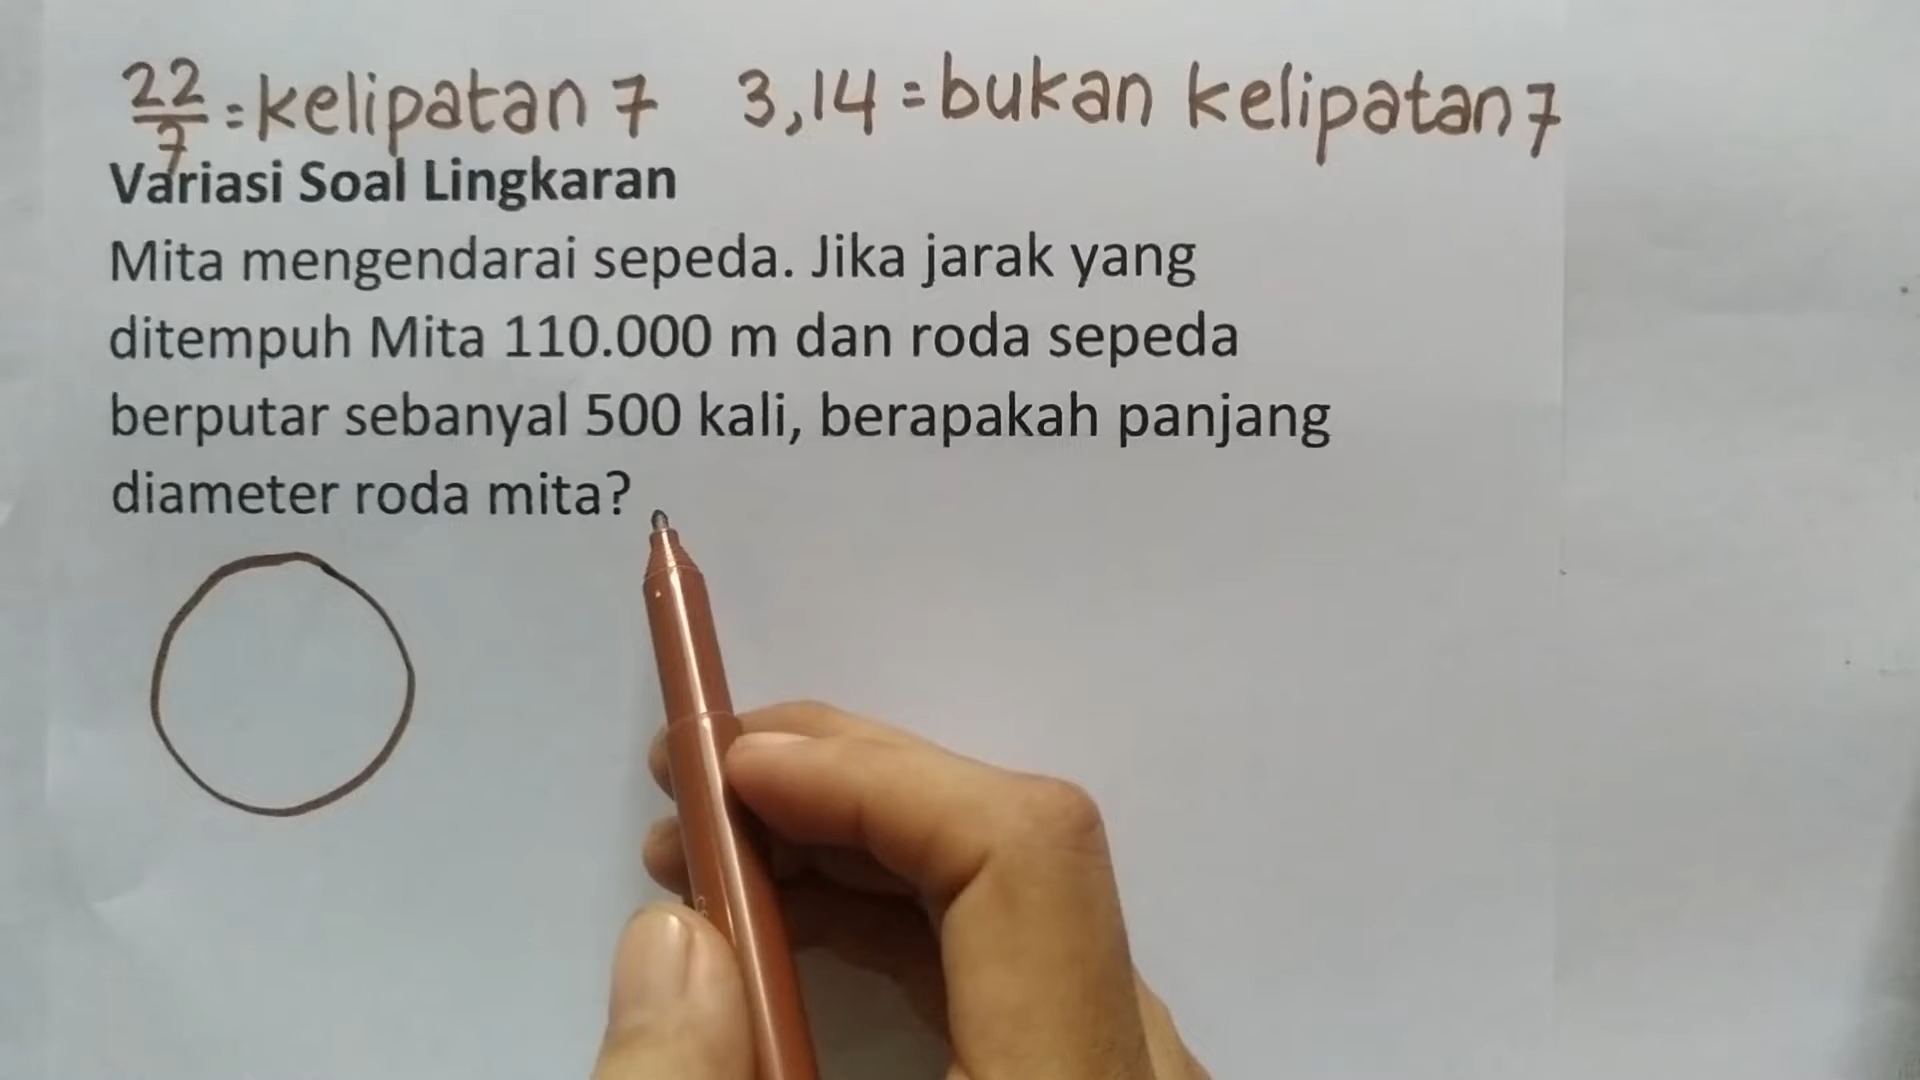 22/7 = kelipatan 7 3,14 = bukan kelipatan 7
Variasi Soal Lingkaran
Mita mengendarai sepeda. Jika jarak yang
ditempuh Mita 110.000 m dan roda sepeda
berputar sebanyal 500 kali, berapakah panjang
diameter roda mita?